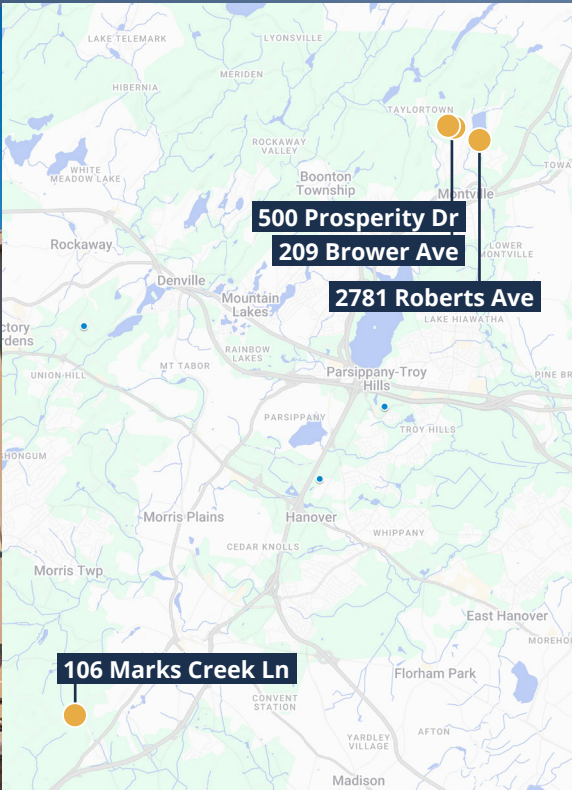 LAKE TELEMARK
LYONSVILLE
MERIDEN
HIBERNIA
TAYLORTOWN
ROCKAWAY
VALLEY
TOWA
WHITE
MEADOW LAKE
Boonton
Township
Montville
500 Prosperity Dr
Rockaway
209 Brower Ave
LOWER
MONTVILLE
Denville
Mountain
Lakes
2781 Roberts Ave
LAKE HIAWATHA
ctory
rdens
RAINBOW
LAKES
MT TABOR
UNION HILL
Parsippany-Troy
Hills
PINE BR
PARSIPPANY
TROY HILLS
SHONGUM
Morris Plains
Hanover
WHIPPANY
CEDAR KNOLLS
Morris Twp
East Hanover
MOREHO
106 Marks Creek Ln
Florham Park
CONVENT
STATION
AFTON
YARDLEY
VILLAGE
Madison